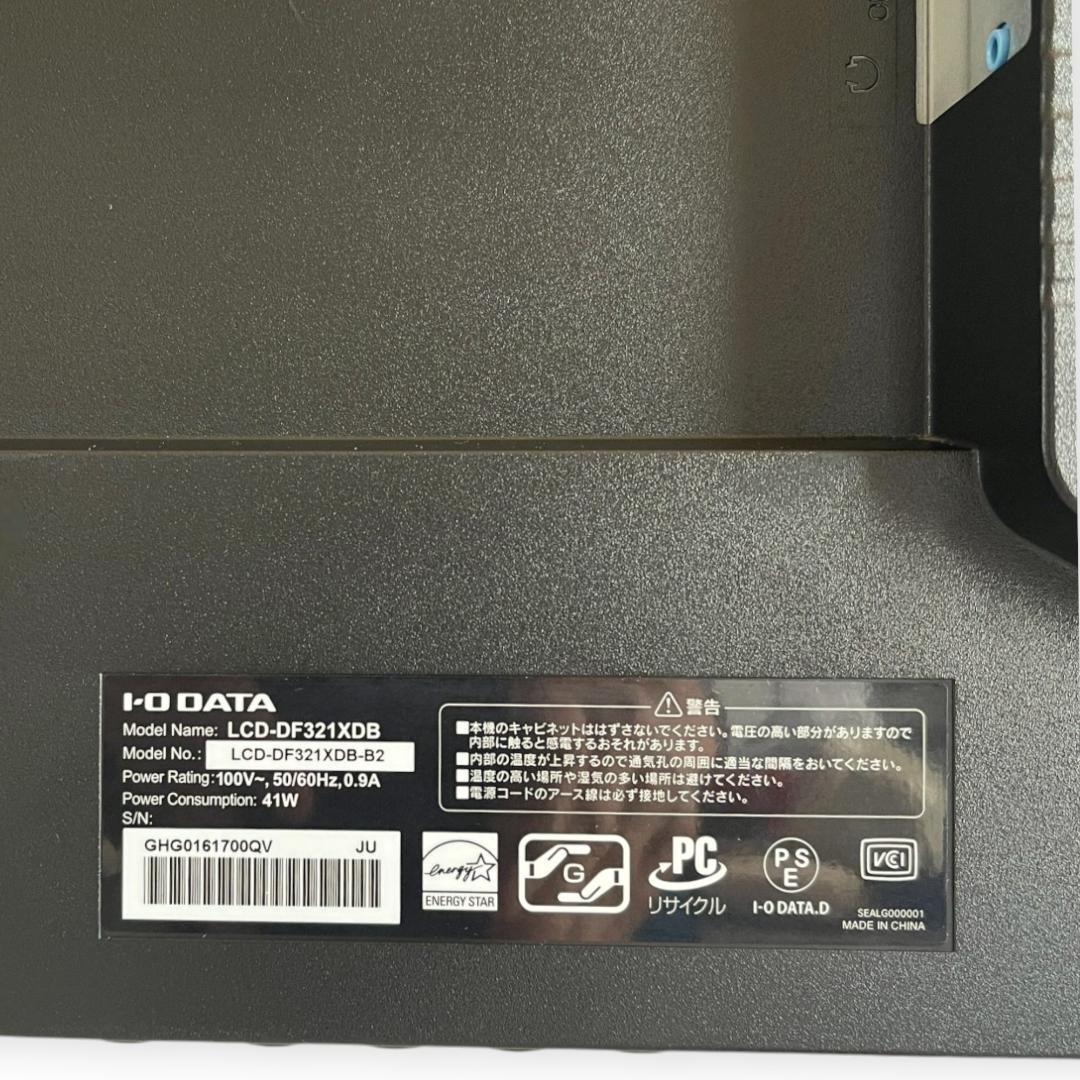 I-O DATA
Model Name: LCD-DF321XDB
Model No.: LCD-DF321XDB-B2
Power Rating:100V~, 50/60Hz, 0.9A
Power Consumption: 41W
S/N:
GHG0161700QV JU
警告
■本機のキャビネットははずさないでください。電圧の高い部分がありますので
内部に触ると感電するおそれがあります。
■内部の温度が上昇するので通気孔の周囲に適当な間隔をおいてください。
■温度の高い場所や湿気の多い場所は避けてください。
■電源コードのアース線は必ず接地してください。
energy
ENERGY STAR
G
PC
リサイクル
PS
E
I-O DATA.D
VCCI
SEALG000001
MADE IN CHINA